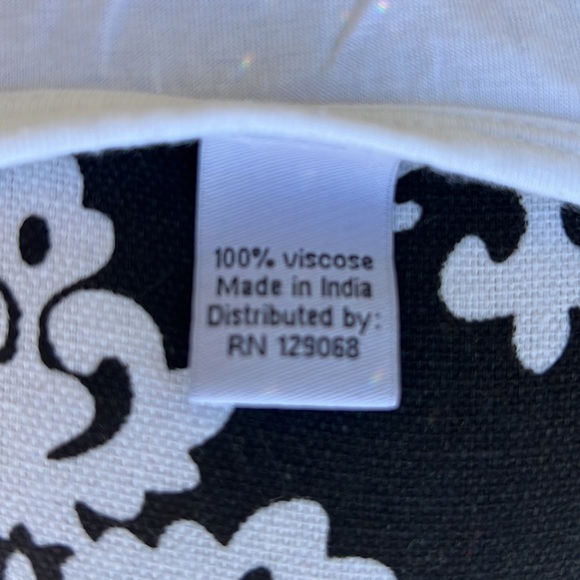 100% viscose
Made in India
Distributed by:
RN 129068